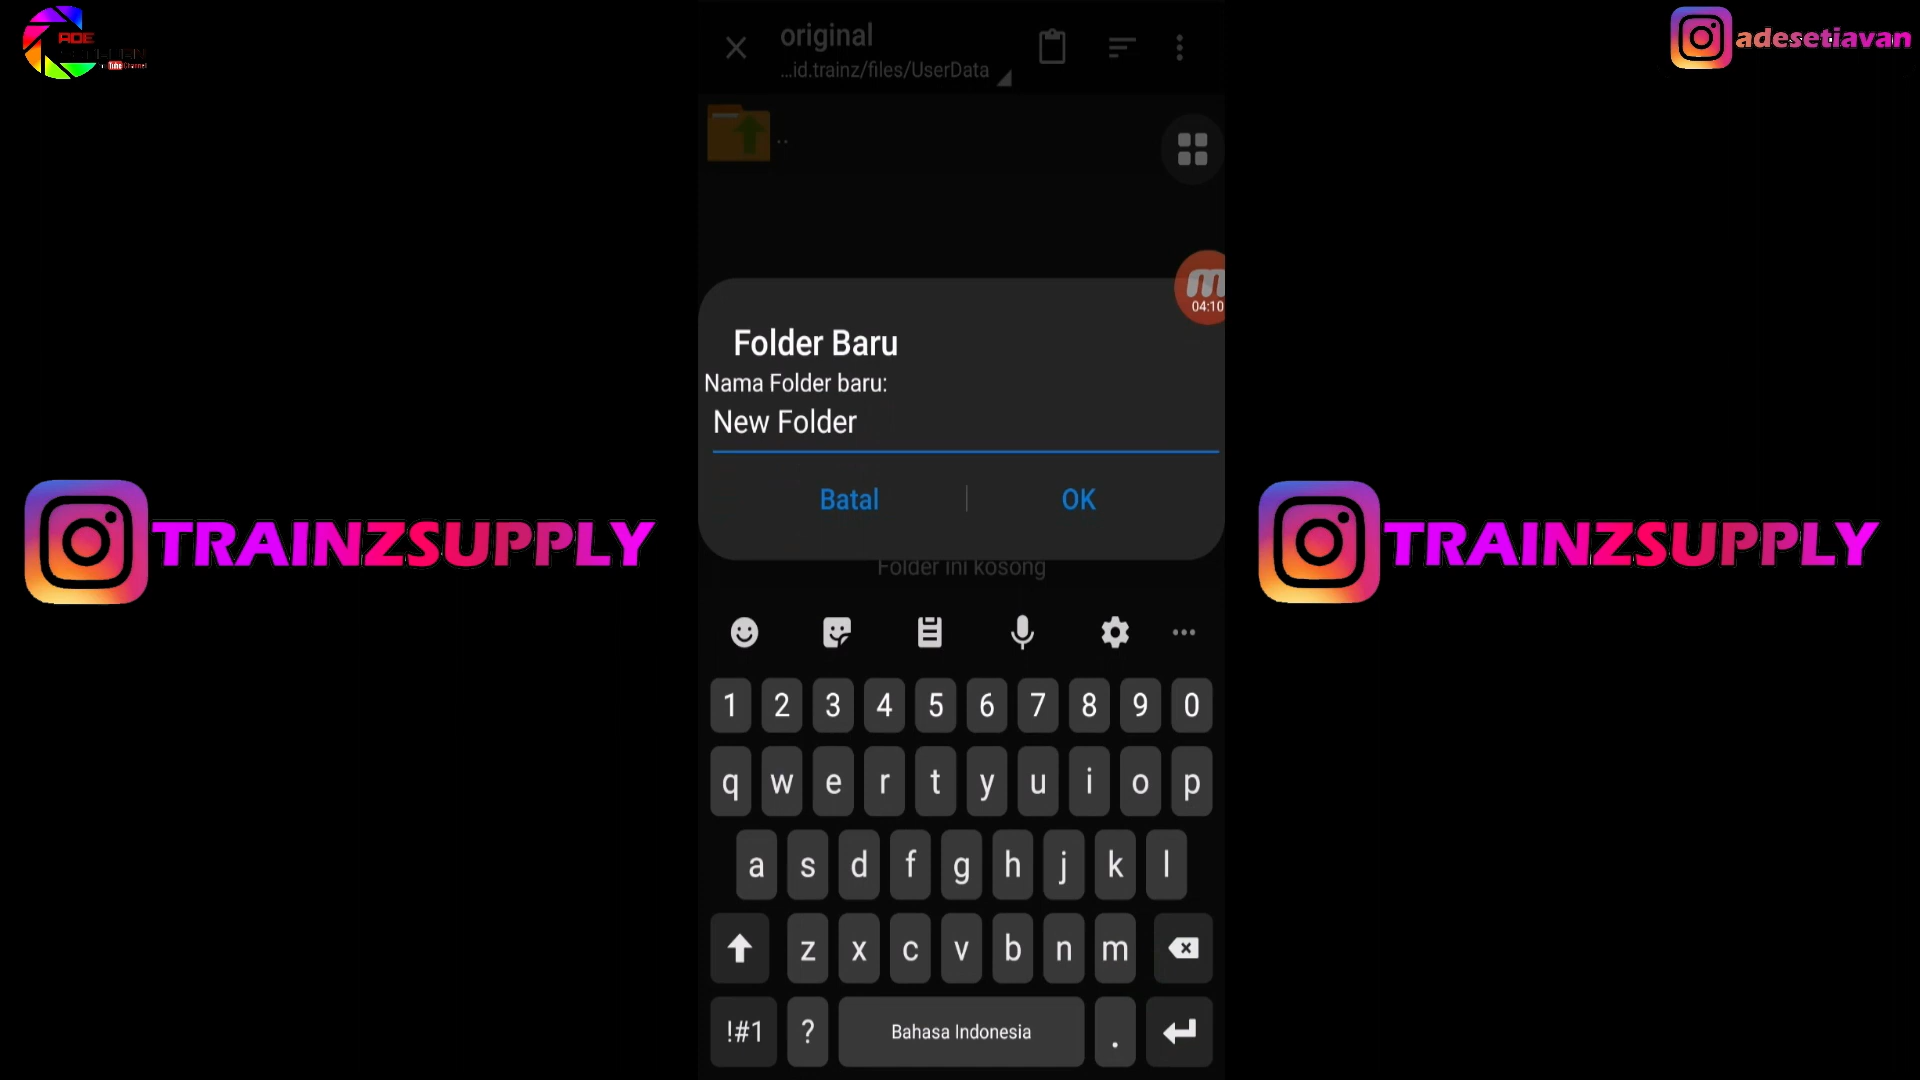 ADE
adesetiavan
original
...id.trainz/files/UserData
..
04:10
Folder Baru
Nama Folder baru:
New Folder
Batal
OK
Folder ini kosong
TRAINZSUPPLY
TRAINZSUPPLY
1 2 3 4 5 6 7 8 9 0
q w e r t y u i o p
a s d f g h j k l
z x c v b n m
!#1 ? Bahasa Indonesia .